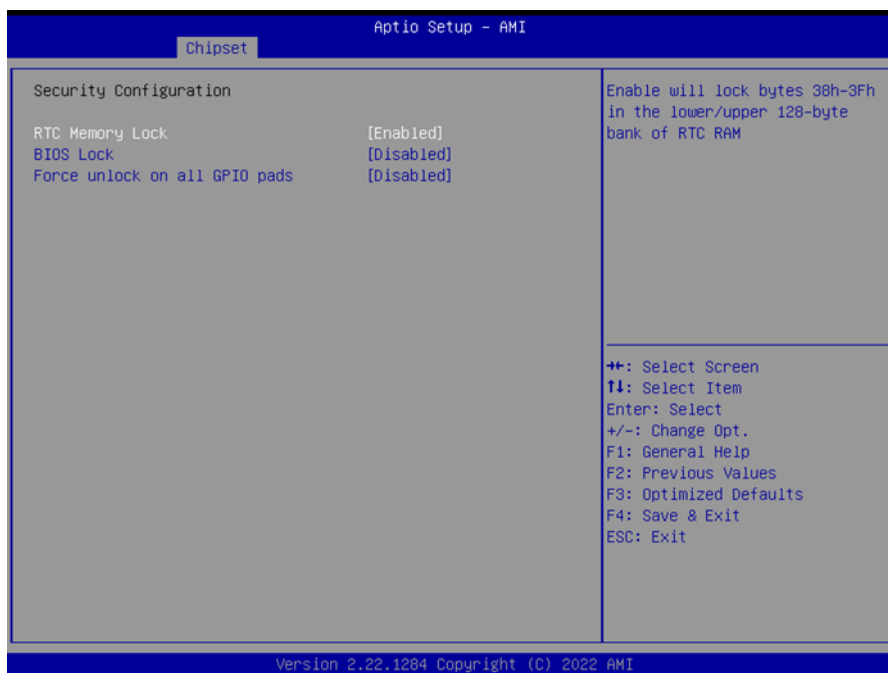 Aptio Setup – AMI
Chipset
Security Configuration
RTC Memory Lock [Enabled]
BIOS Lock [Disabled]
Force unlock on all GPIO pads [Disabled]
Enable will lock bytes 38h-3Fh
in the lower/upper 128-byte
bank of RTC RAM
→←: Select Screen
↑↓: Select Item
Enter: Select
+/-: Change Opt.
F1: General Help
F2: Previous Values
F3: Optimized Defaults
F4: Save & Exit
ESC: Exit
Version 2.22.1284 Copyright (C) 2022 AMI